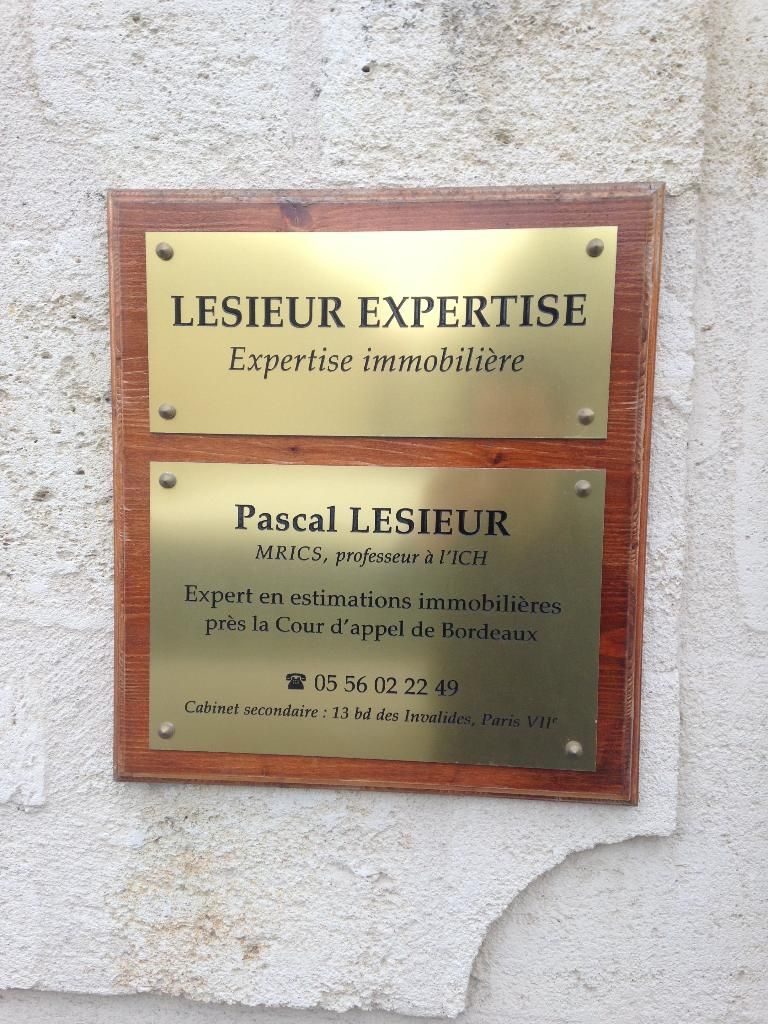 LESIEUR EXPERTISE
Expertise immobilière
Pascal LESIEUR
MRICS, professeur à l'ICH
Expert en estimations immobilières
près la Cour d'appel de Bordeaux
☎ 05 56 02 22 49
Cabinet secondaire : 13 bd des Invalides, Paris VIIe